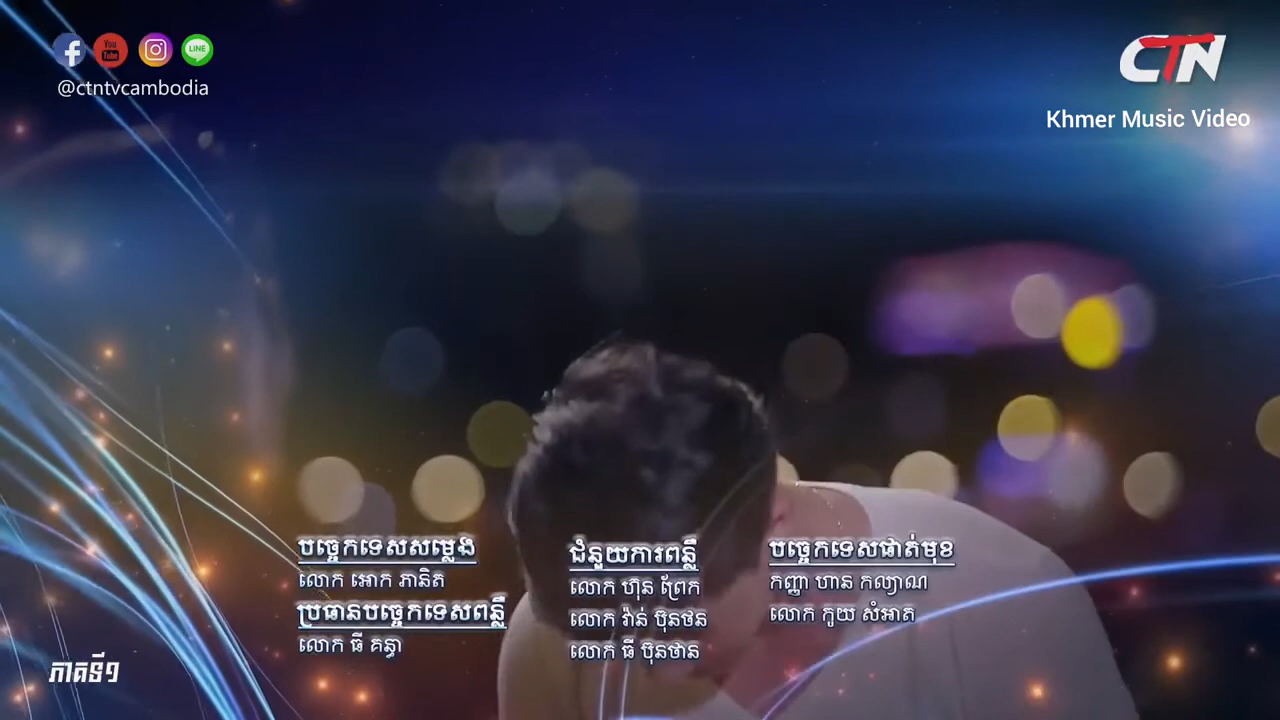 You
Tube
LINE
@ctntvcambodia
CTN
Khmer Music Video
បច្ចេកទេសសម្លេង
លោក អោក ភានិត
ប្រធានបច្ចេកទេសពន្លឺ
លោក ធី គន្ធា
ជំនួយការពន្លឺ
លោក ហ៊ុន ព្រែក
លោក វ៉ាន់ ប៊ុនថន
លោក ធី ប៊ុនថាន
បច្ចេកទេសផាត់មុខ
កញ្ញា ហាន កល្យាណ
លោក កួយ សំអាត
ភាគទី១